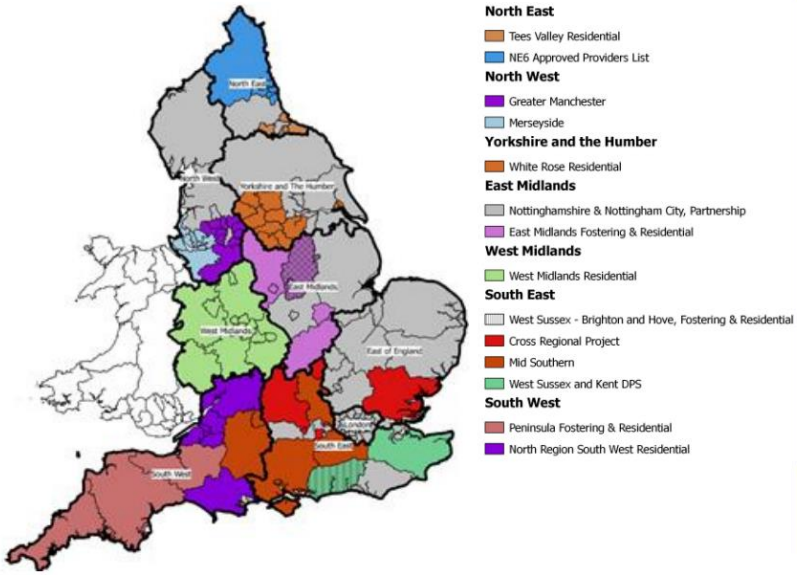 North East
Tees Valley Residential
NE6 Approved Providers List
North West
Greater Manchester
Merseyside
Yorkshire and the Humber
White Rose Residential
East Midlands
Nottinghamshire & Nottingham City, Partnership
East Midlands Fostering & Residential
West Midlands
West Midlands Residential
South East
West Sussex - Brighton and Hove, Fostering & Residential
Cross Regional Project
Mid Southern
West Sussex and Kent DPS
South West
Peninsula Fostering & Residential
North Region South West Residential
North East
North West
Yorkshire and The Humber
East Midlands
West Midlands
East of England
London
South East
South West